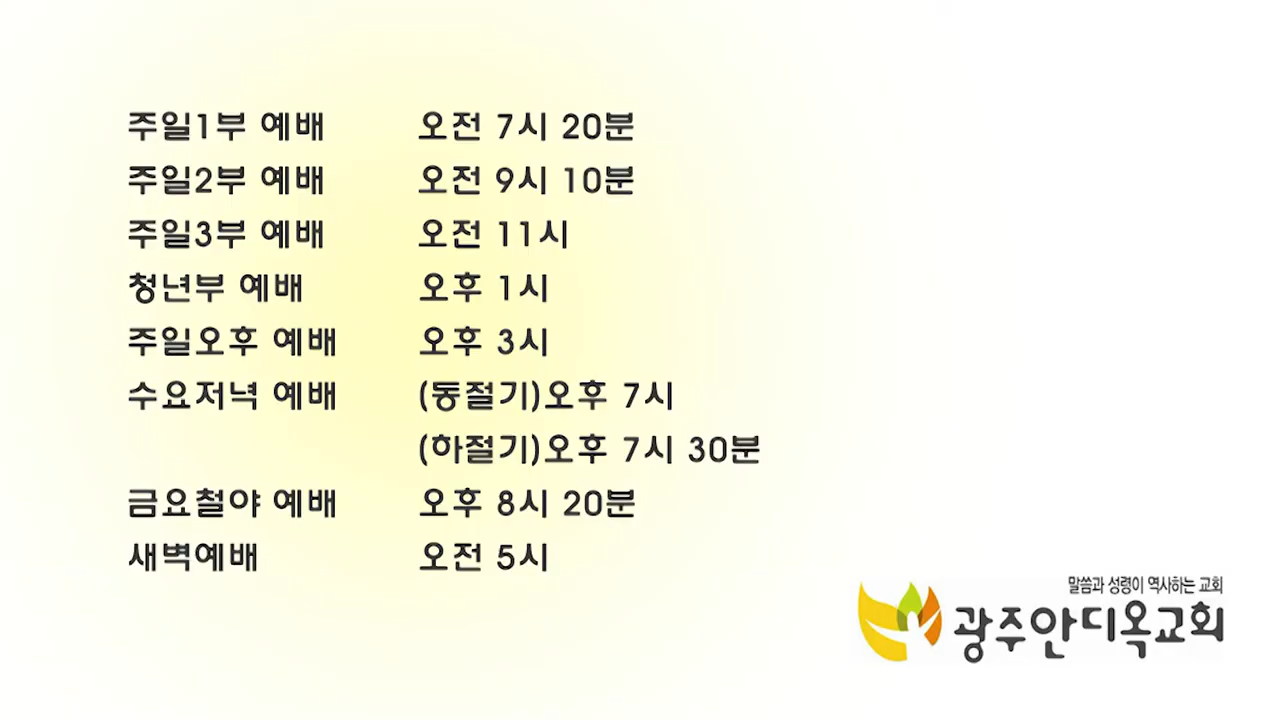 주일1부 예배 오전 7시 20분
주일2부 예배 오전 9시 10분
주일3부 예배 오전 11시
청년부 예배 오후 1시
주일오후 예배 오후 3시
수요저녁 예배 (동절기)오후 7시
(하절기)오후 7시 30분
금요철야 예배 오후 8시 20분
새벽예배 오전 5시
말씀과 성령이 역사하는 교회
광주안디옥교회